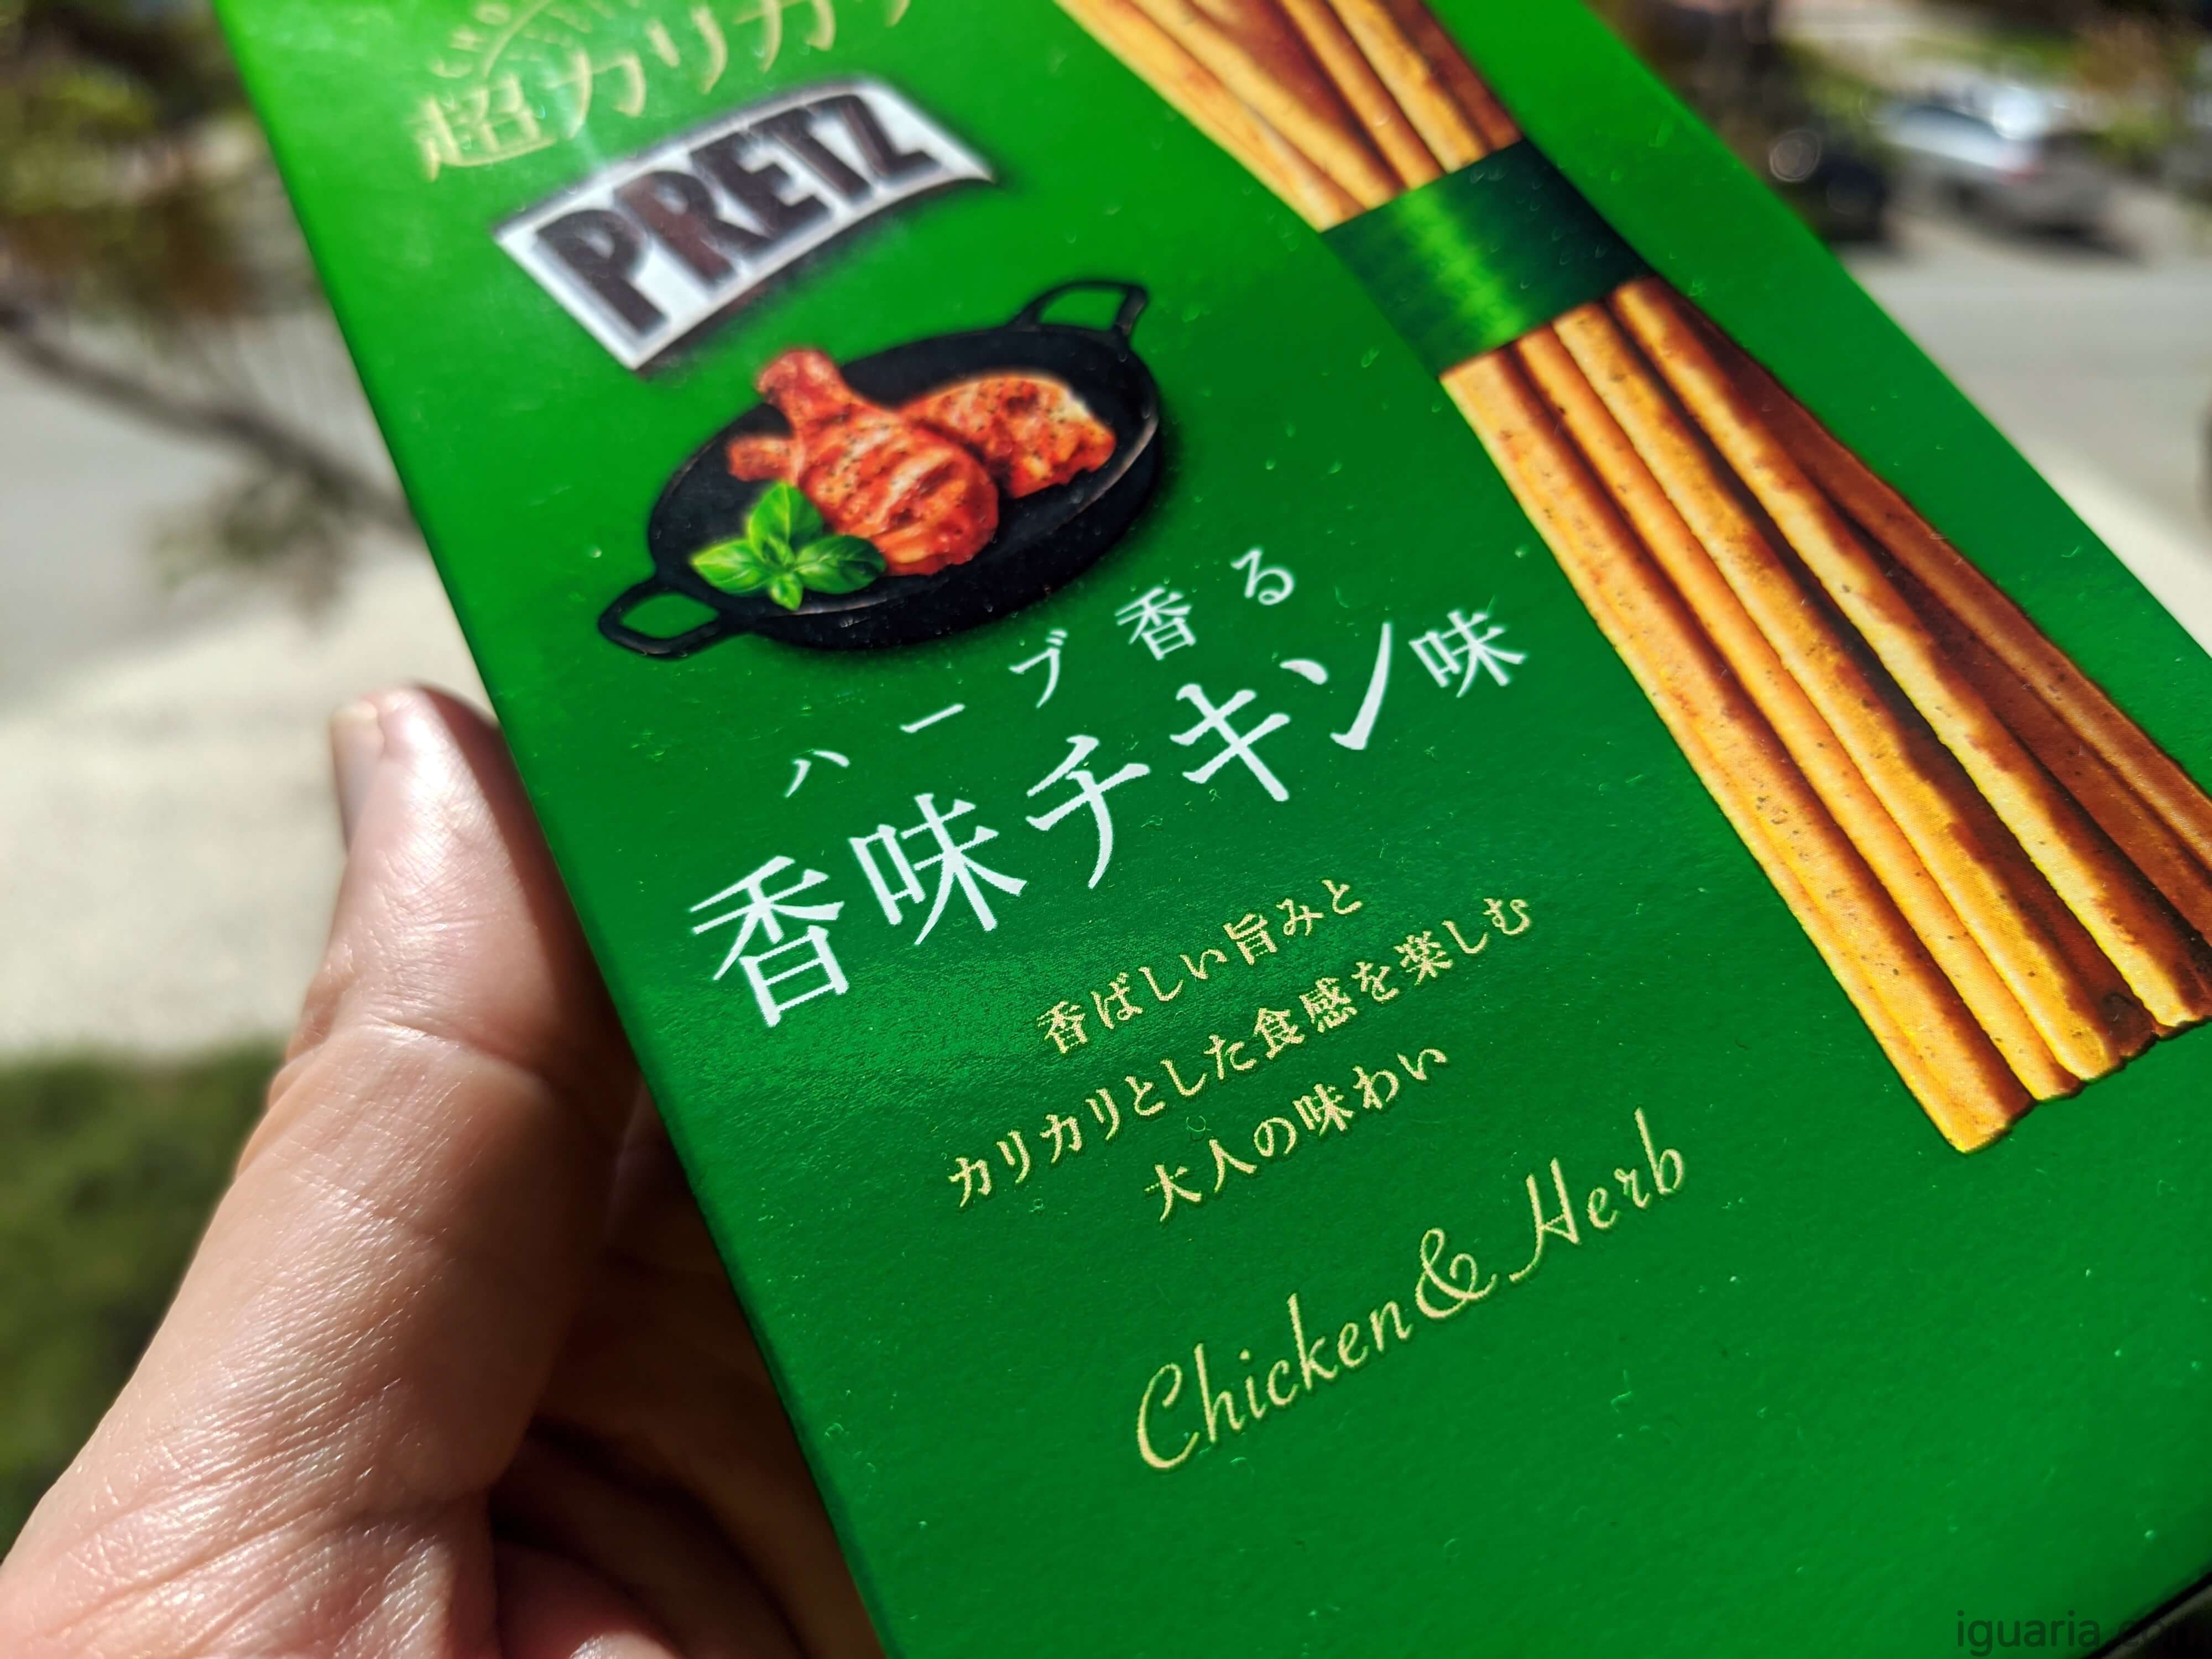 超カリカリ
PRETZ
ハーブ香る
香味チキン味
香ばしい旨みと
カリカリとした食感を楽しむ
大人の味わい
Chicken & Herb
iguaria.com